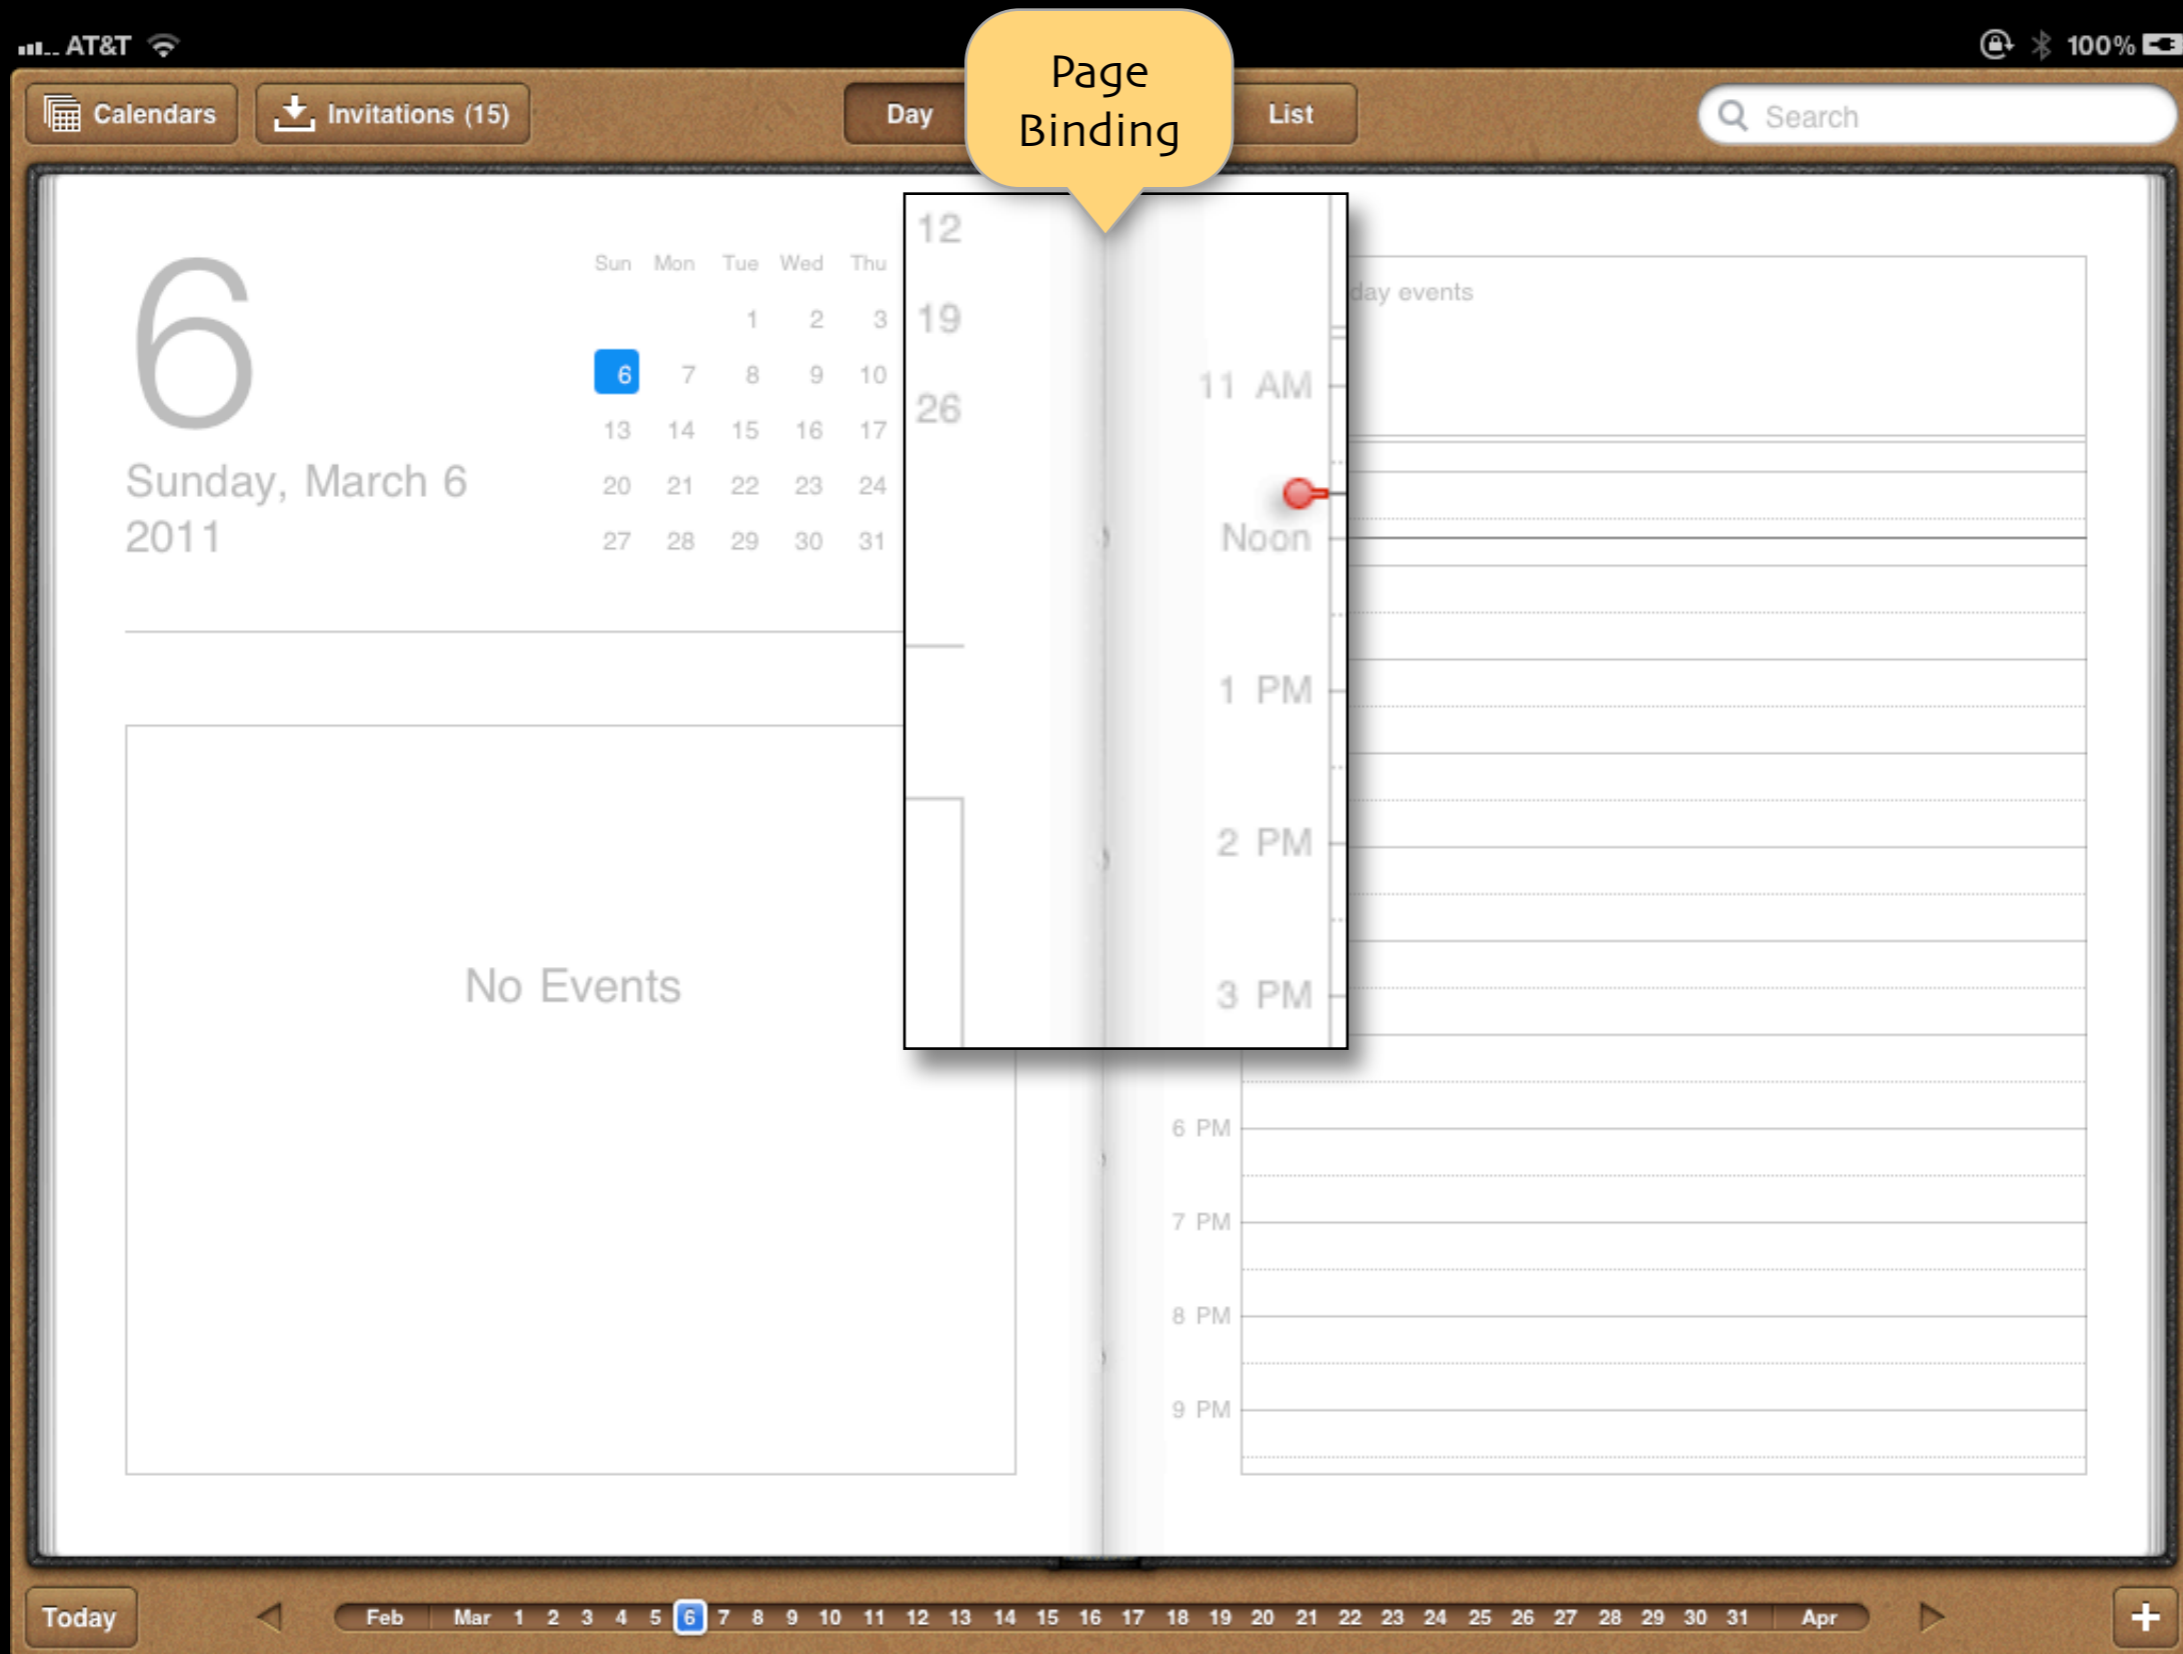 AT&T
100%
Page
Binding
Calendars
Invitations (15)
Day
List
Search
6
Sunday, March 6
2011
Sun Mon Tue Wed Thu
1 2 3
6 7 8 9 10
13 14 15 16 17
20 21 22 23 24
27 28 29 30 31
12
19
26
No Events
day events
11 AM
Noon
1 PM
2 PM
3 PM
6 PM
7 PM
8 PM
9 PM
Today
Feb Mar 1 2 3 4 5 6 7 8 9 10 11 12 13 14 15 16 17 18 19 20 21 22 23 24 25 26 27 28 29 30 31 Apr
+